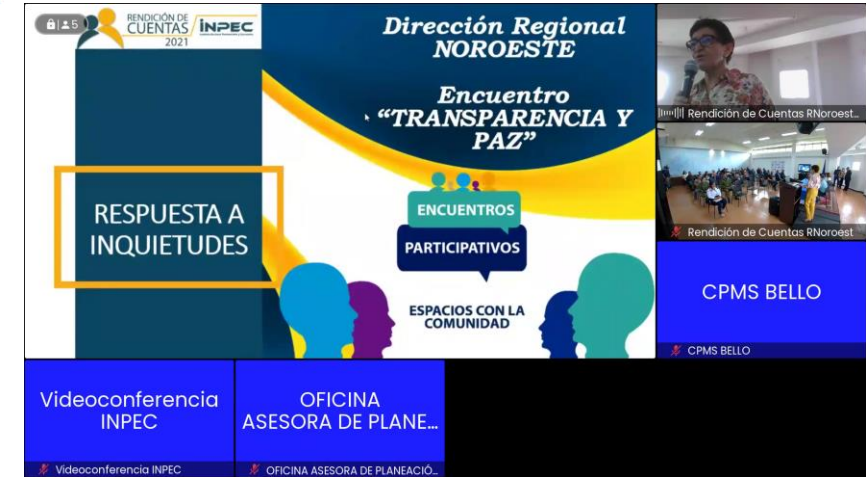 5
RENDICIÓN DE
CUENTAS
2021
INPEC
Dirección Regional
NOROESTE
Encuentro
“TRANSPARENCIA Y
PAZ”
RESPUESTA A
INQUIETUDES
ENCUENTROS
PARTICIPATIVOS
ESPACIOS CON LA
COMUNIDAD
Rendición de Cuentas RNoroest...
Rendición de Cuentas RNoroest
CPMS BELLO
CPMS BELLO
Videoconferencia
INPEC
Videoconferencia INPEC
OFICINA
ASESORA DE PLANE...
OFICINA ASESORA DE PLANEACIÓ...